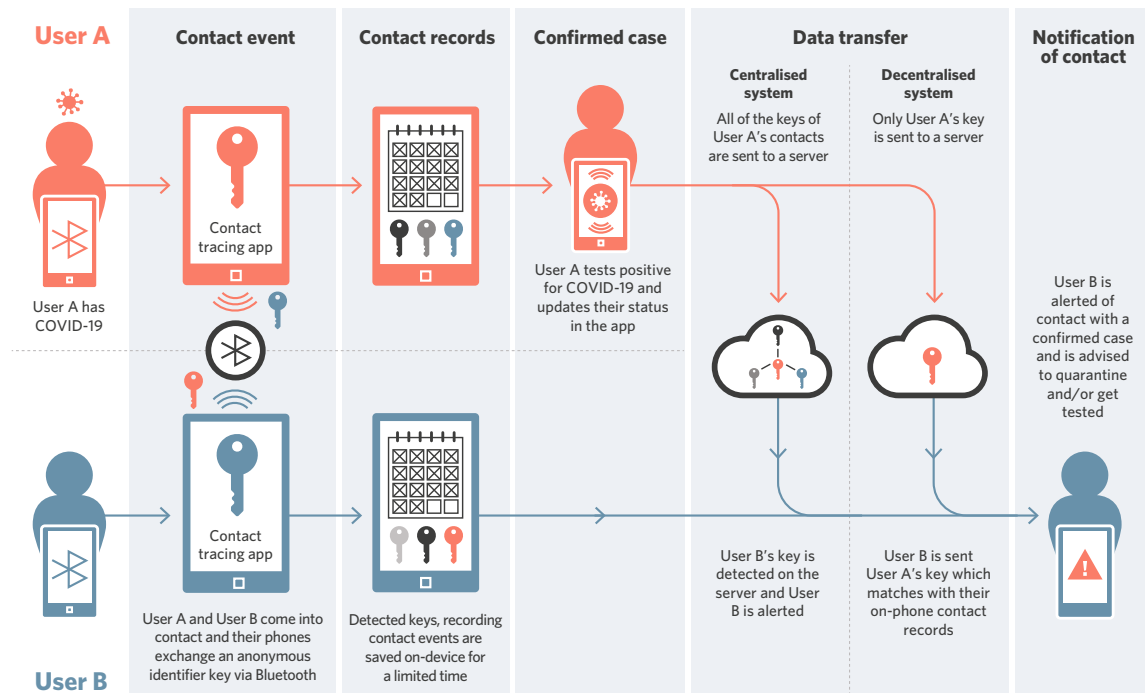 User A
Contact event
Contact records
Confirmed case
Data transfer
Notification
of contact
Centralised
system
All of the keys of
User A's contacts
are sent to a server
Decentralised
system
Only User A's key
is sent to a server
Contact
tracing app
User A has
COVID-19
User A tests positive
for COVID-19 and
updates their status
in the app
User B is
alerted of
contact with a
confirmed case
and is advised
to quarantine
and/or get
tested
Contact
tracing app
User A and User B come into
contact and their phones
exchange an anonymous
identifier key via Bluetooth
Detected keys, recording
contact events are
saved on-device for
a limited time
User B's key is
detected on the
server and User
B is alerted
User B is sent
User A's key which
matches with their
on-phone contact
records
!
User B